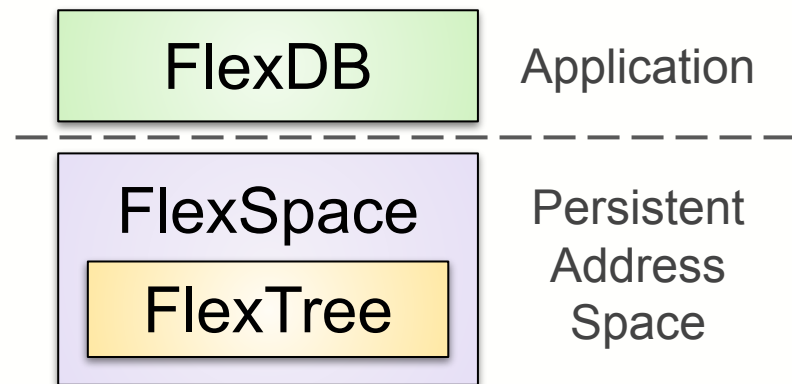 FlexDB
Application
FlexSpace
FlexTree
Persistent
Address
Space